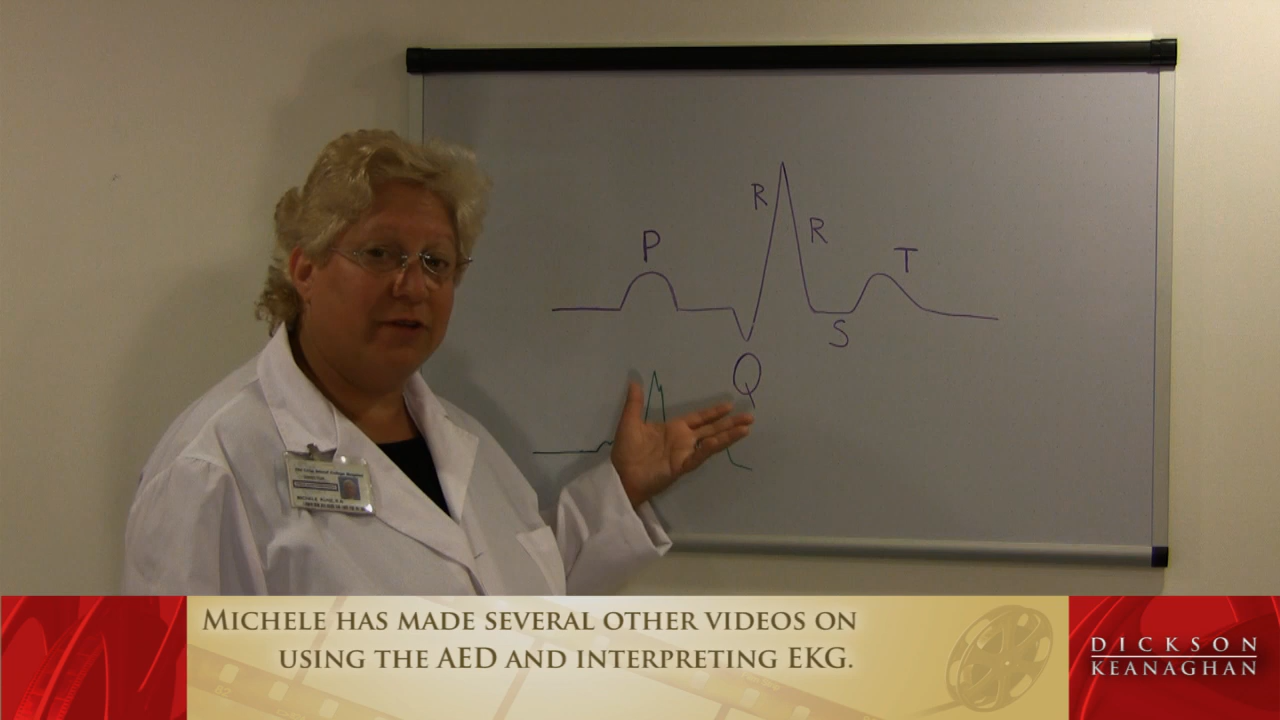 R
R
P
T
S
Q
MICHELE HAS MADE SEVERAL OTHER VIDEOS ON
USING THE AED AND INTERPRETING EKG.
DICKSON
KEANAGHAN